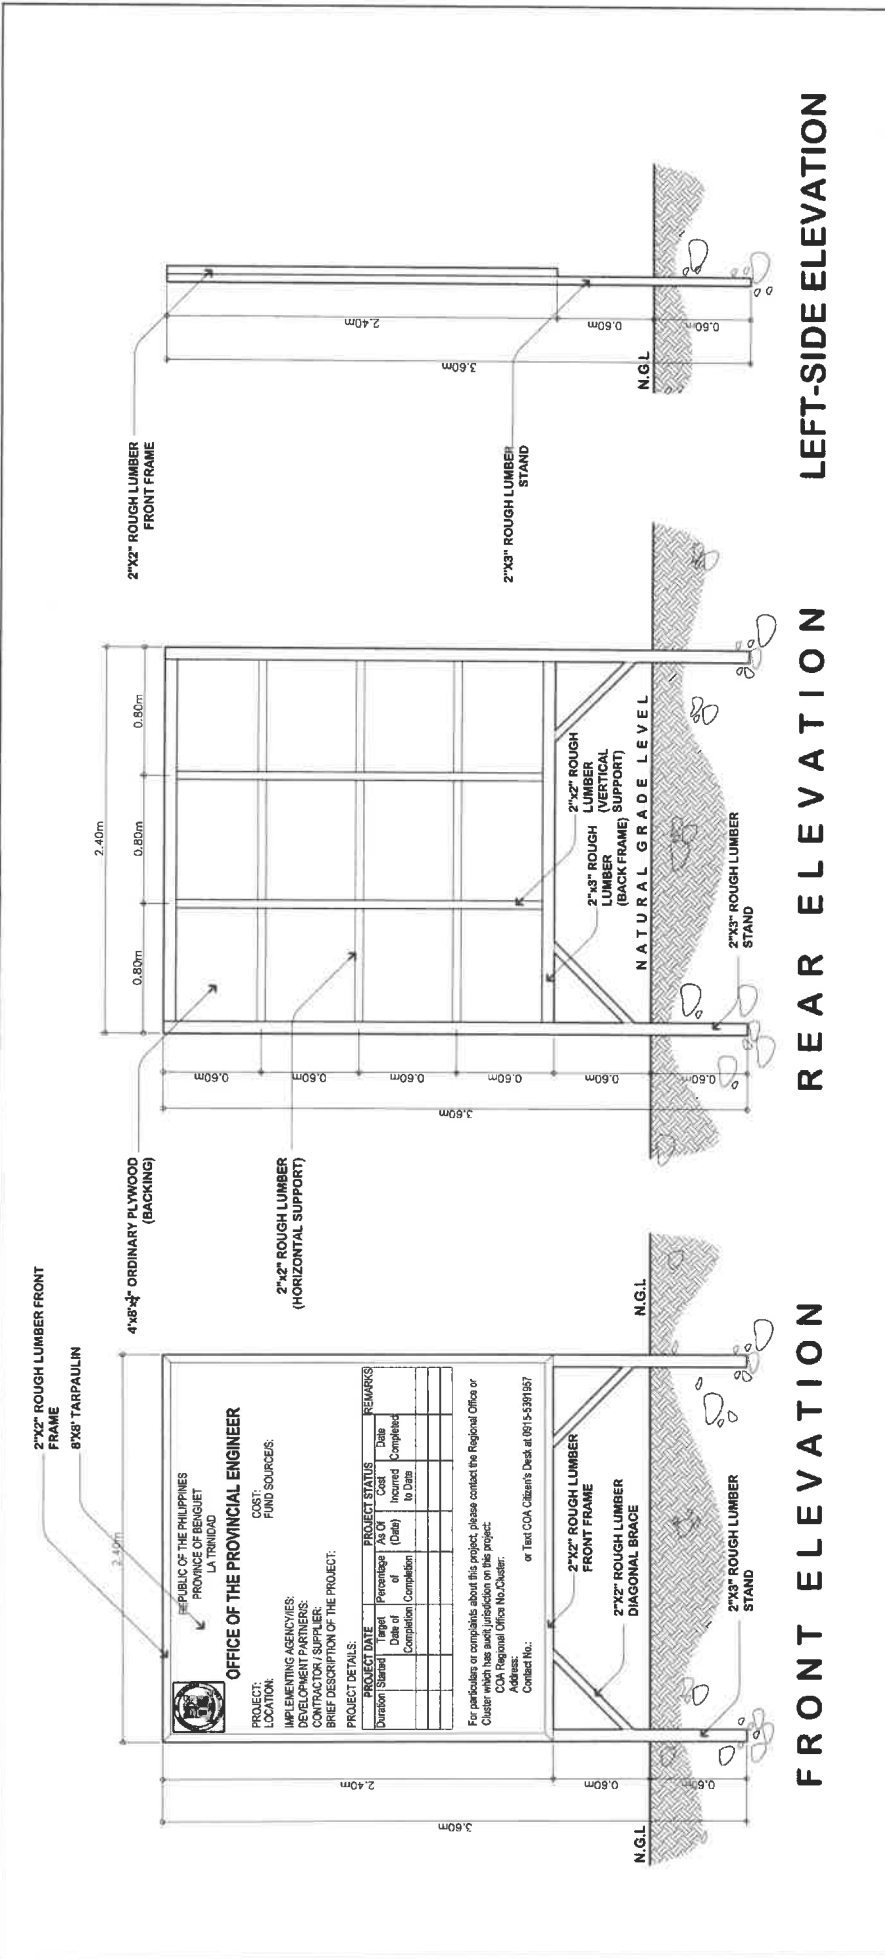 2"X2" ROUGH LUMBER FRONT
FRAME
8'X8' TARPAULIN
2.40m
REPUBLIC OF THE PHILIPPINES
PROVINCE OF BENGUET
LA TRINIDAD
OFFICE OF THE PROVINCIAL ENGINEER
PROJECT:
LOCATION:
COST:
FUND SOURCE/S:
IMPLEMENTING AGENCY/IES:
DEVELOPMENT PARTNER/S:
CONTRACTOR / SUPPLIER:
BRIEF DESCRIPTION OF THE PROJECT:
PROJECT DETAILS:
PROJECT DATE PROJECT STATUS REMARKS
Duration Started Target Date of Completion Percentage of Completion As Of (Date) Cost Incurred to Date Date Completed
For particulars or complaints about this project, please contact the Regional Office or
Cluster which has audit jurisdiction on this project:
COA Regional Office No./Cluster:
Address:
Contact No.: or Text COA Citizen's Desk at 0915-5391957
2.40m
0.60m
0.60m
3.60m
N.G.L
N.G.L
2"X2" ROUGH LUMBER
FRONT FRAME
2"X2" ROUGH LUMBER
DIAGONAL BRACE
2"X3" ROUGH LUMBER
STAND
FRONT ELEVATION
4'x8'x¼" ORDINARY PLYWOOD
(BACKING)
2"x2" ROUGH LUMBER
(HORIZONTAL SUPPORT)
2.40m
0.80m
0.80m
0.80m
0.60m
0.60m
0.60m
0.60m
0.60m
0.60m
3.60m
2"x2" ROUGH
LUMBER
(VERTICAL
SUPPORT)
2"x3" ROUGH
LUMBER
(BACK FRAME)
NATURAL GRADE LEVEL
2"X3" ROUGH LUMBER
STAND
REAR ELEVATION
2"X2" ROUGH LUMBER
FRONT FRAME
2"X3" ROUGH LUMBER
STAND
2.40m
0.60m
0.60m
3.60m
N.G.L
LEFT-SIDE ELEVATION